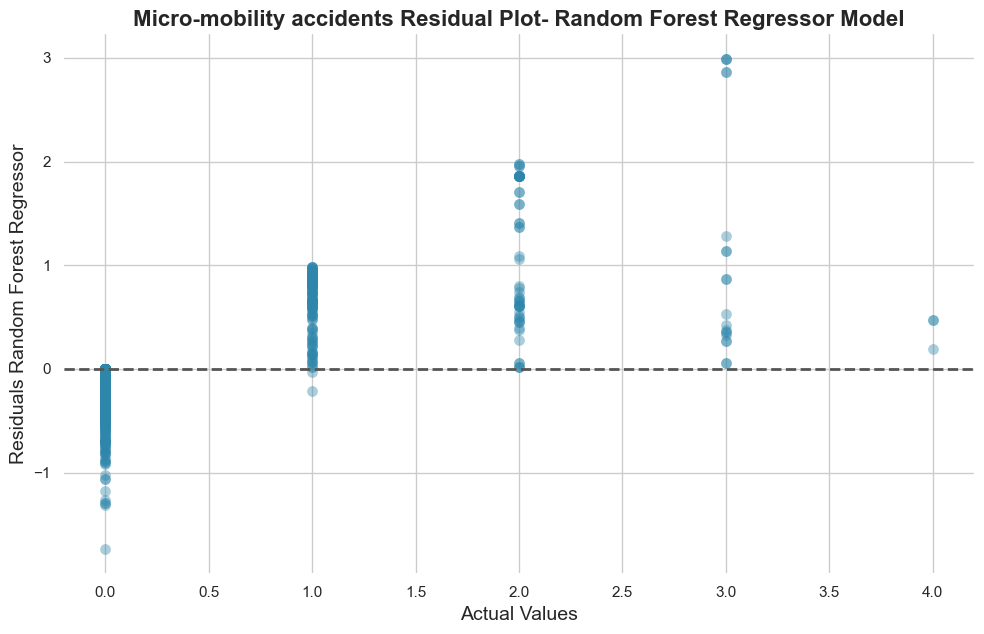 Micro-mobility accidents Residual Plot- Random Forest Regressor Model
Residuals Random Forest Regressor
3
2
1
0
−1
0.0 0.5 1.0 1.5 2.0 2.5 3.0 3.5 4.0
Actual Values